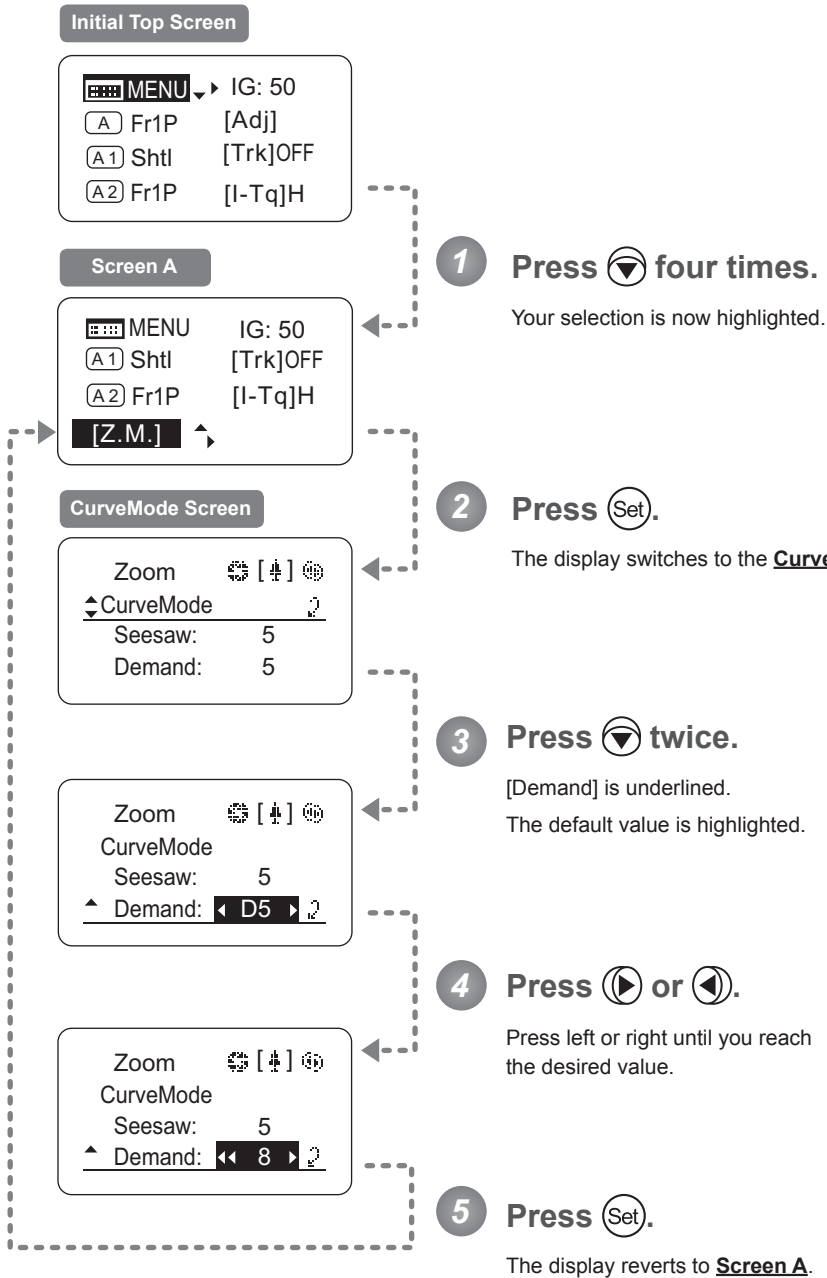 Initial Top Screen
MENU IG: 50
A Fr1P [Adj]
A1 Shtl [Trk]OFF
A2 Fr1P [I-Tq]H
Screen A
MENU IG: 50
A1 Shtl [Trk]OFF
A2 Fr1P [I-Tq]H
[Z.M.]
CurveMode Screen
Zoom [ ]
CurveMode
Seesaw: 5
Demand: 5
Zoom [ ]
CurveMode
Seesaw: 5
Demand: D5
Zoom [ ]
CurveMode
Seesaw: 5
Demand: 8
1 Press four times.
Your selection is now highlighted.
2 Press Set.
The display switches to the Curve
3 Press twice.
[Demand] is underlined.
The default value is highlighted.
4 Press or .
Press left or right until you reach
the desired value.
5 Press Set.
The display reverts to Screen A.